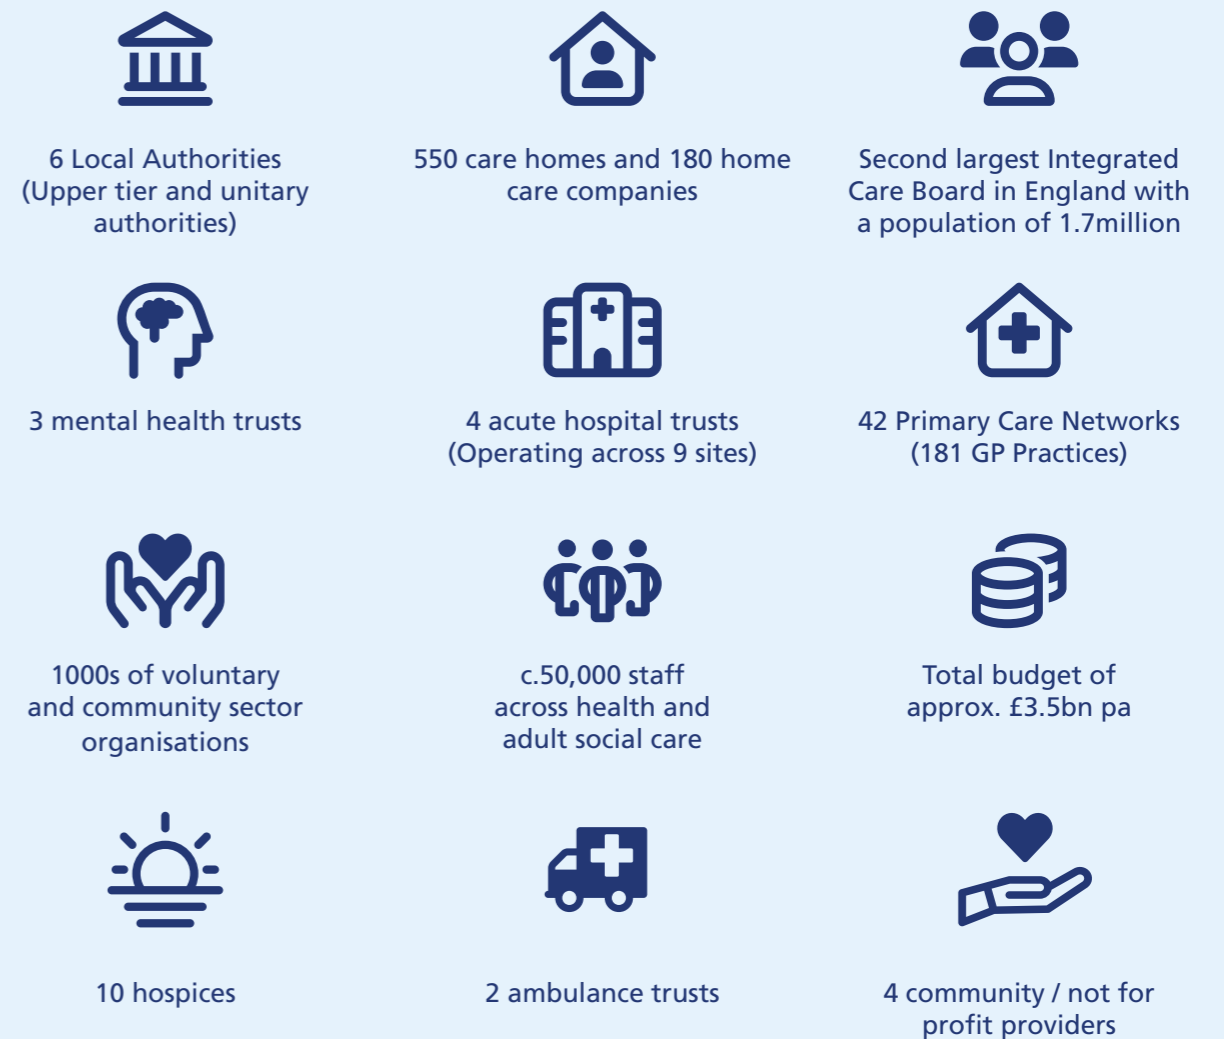 6 Local Authorities
(Upper tier and unitary
authorities)
550 care homes and 180 home
care companies
Second largest Integrated
Care Board in England with
a population of 1.7million
3 mental health trusts
4 acute hospital trusts
(Operating across 9 sites)
42 Primary Care Networks
(181 GP Practices)
1000s of voluntary
and community sector
organisations
c.50,000 staff
across health and
adult social care
Total budget of
approx. £3.5bn pa
10 hospices
2 ambulance trusts
4 community / not for
profit providers